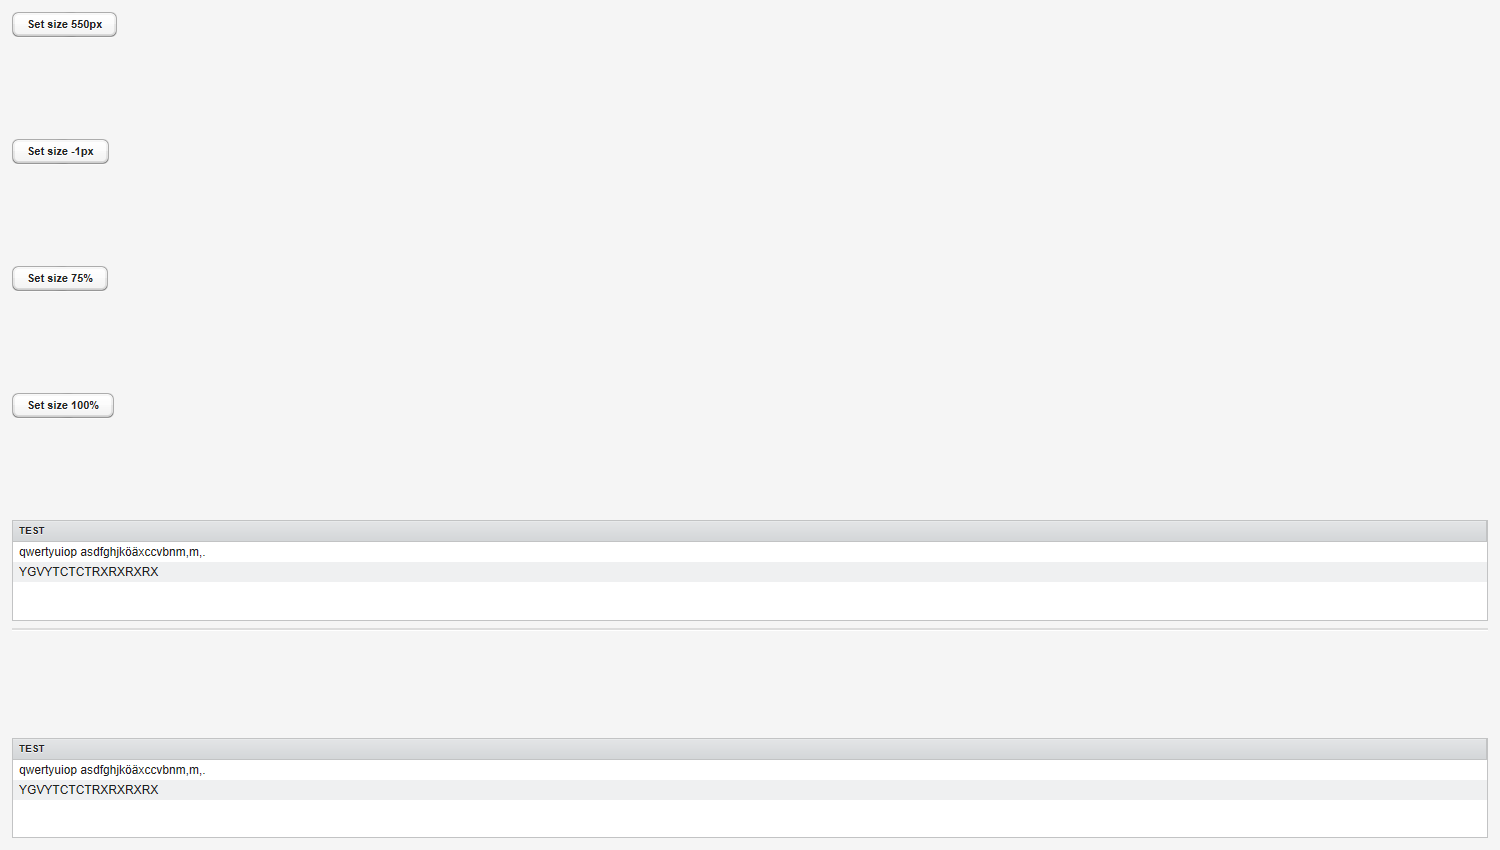 Set size 550px
Set size -1px
Set size 75%
Set size 100%
TEST
qwertyuiop asdfghjköäxccvbnm,m,.
YGVYTCTCTRXRXRXRX
TEST
qwertyuiop asdfghjköäxccvbnm,m,.
YGVYTCTCTRXRXRXRX